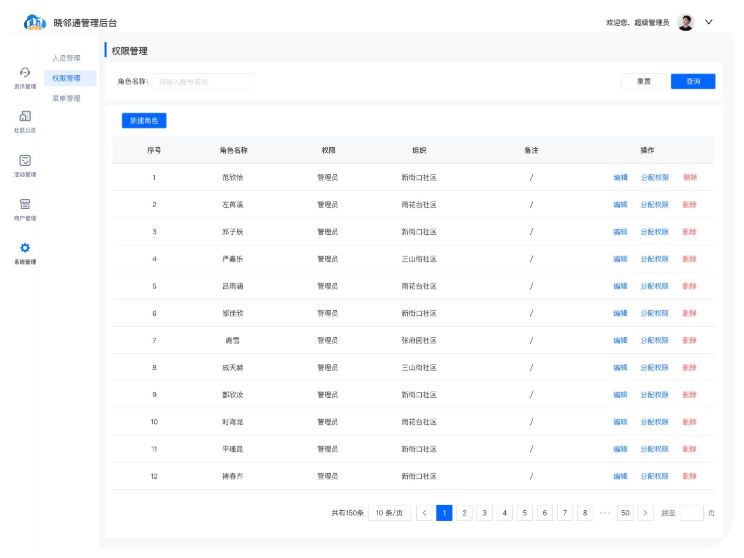 晓邻通管理后台
欢迎您，超级管理员
人员管理
权限管理
菜单管理
资讯管理
社区公告
活动管理
商户管理
系统管理
权限管理
角色名称： 请输入账号名称 重置 查询
新建角色
序号 角色名称 权限 组织 备注 操作
1 范欣怡 管理员 新街口社区 / 编辑 分配权限 删除
2 左茜溪 管理员 雨花台社区 / 编辑 分配权限 删除
3 郑子辰 管理员 新街口社区 / 编辑 分配权限 删除
4 严嘉乐 管理员 三山街社区 / 编辑 分配权限 删除
5 吕雨涵 管理员 雨花台社区 / 编辑 分配权限 删除
6 邹佳钦 管理员 新街口社区 / 编辑 分配权限 删除
7 鹿雪 管理员 张府园社区 / 编辑 分配权限 删除
8 戚天赫 管理员 三山街社区 / 编辑 分配权限 删除
9 鄞钦汝 管理员 新街口社区 / 编辑 分配权限 删除
10 时海龙 管理员 雨花台社区 / 编辑 分配权限 删除
11 平瑾昆 管理员 新街口社区 / 编辑 分配权限 删除
12 褚春齐 管理员 新街口社区 / 编辑 分配权限 删除
共有150条 10 条/页 < 1 2 3 4 5 6 7 8 ··· 50 > 跳至 页